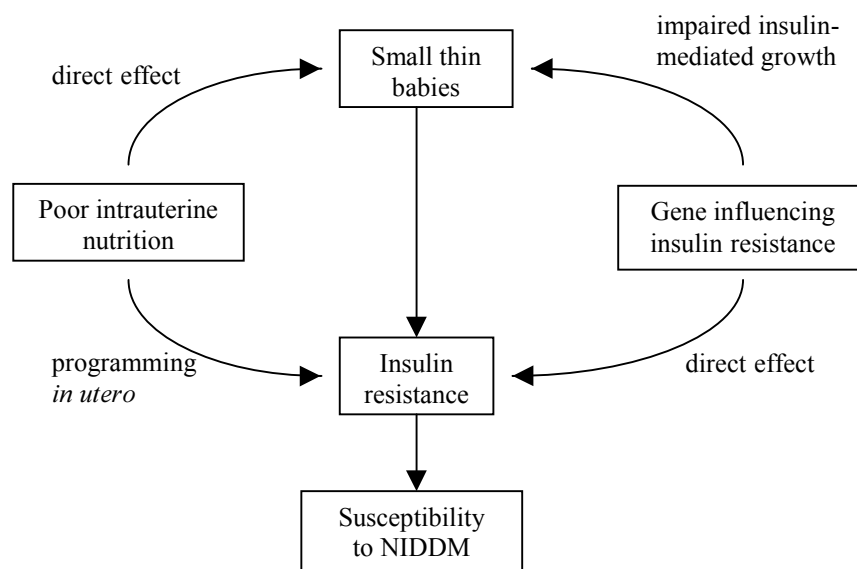 impaired insulin-
mediated growth
Small thin
babies
direct effect
Poor intrauterine
nutrition
Gene influencing
insulin resistance
programming
in utero
Insulin
resistance
direct effect
Susceptibility
to NIDDM